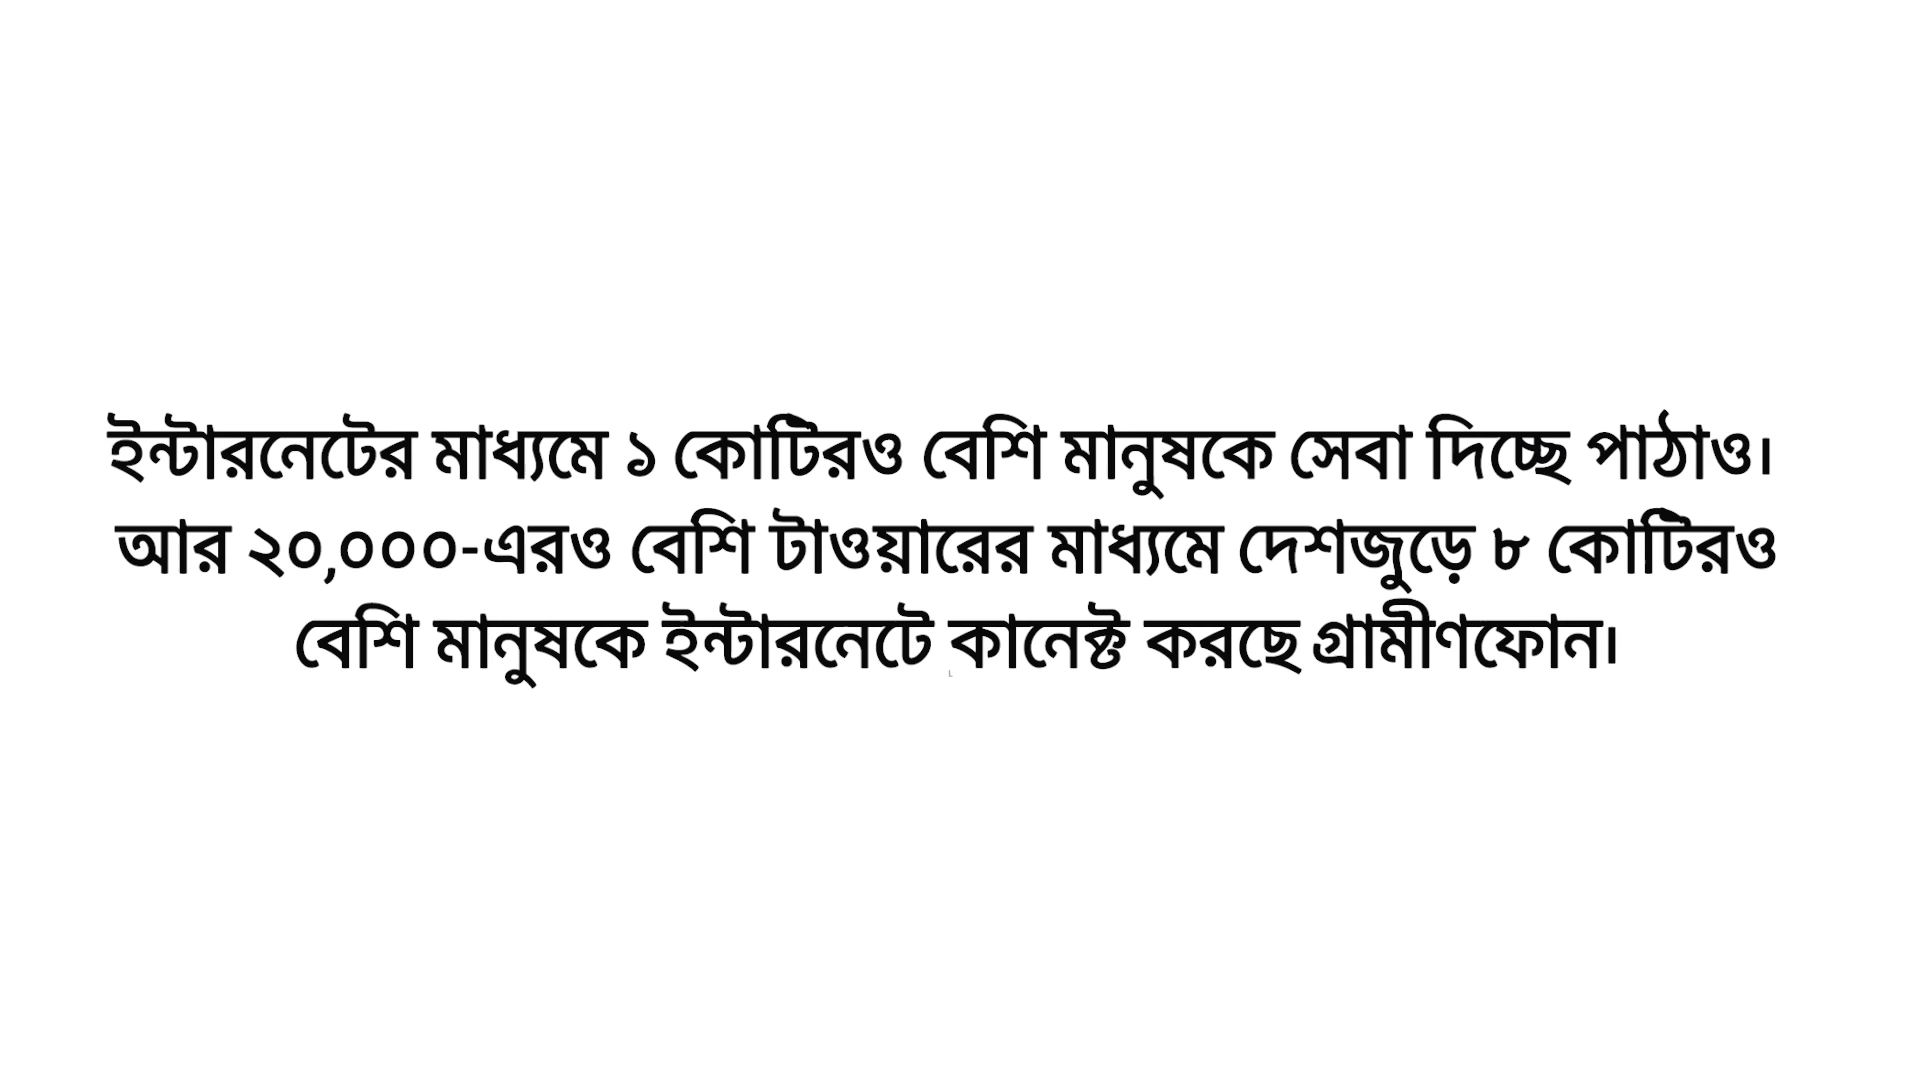 ইন্টারনেটের মাধ্যমে ১ কোটিরও বেশি মানুষকে সেবা দিচ্ছে পাঠাও।
আর ২০,০০০-এরও বেশি টাওয়ারের মাধ্যমে দেশজুড়ে ৮ কোটিরও
বেশি মানুষকে ইন্টারনেটে কানেক্ট করছে গ্রামীণফোন।